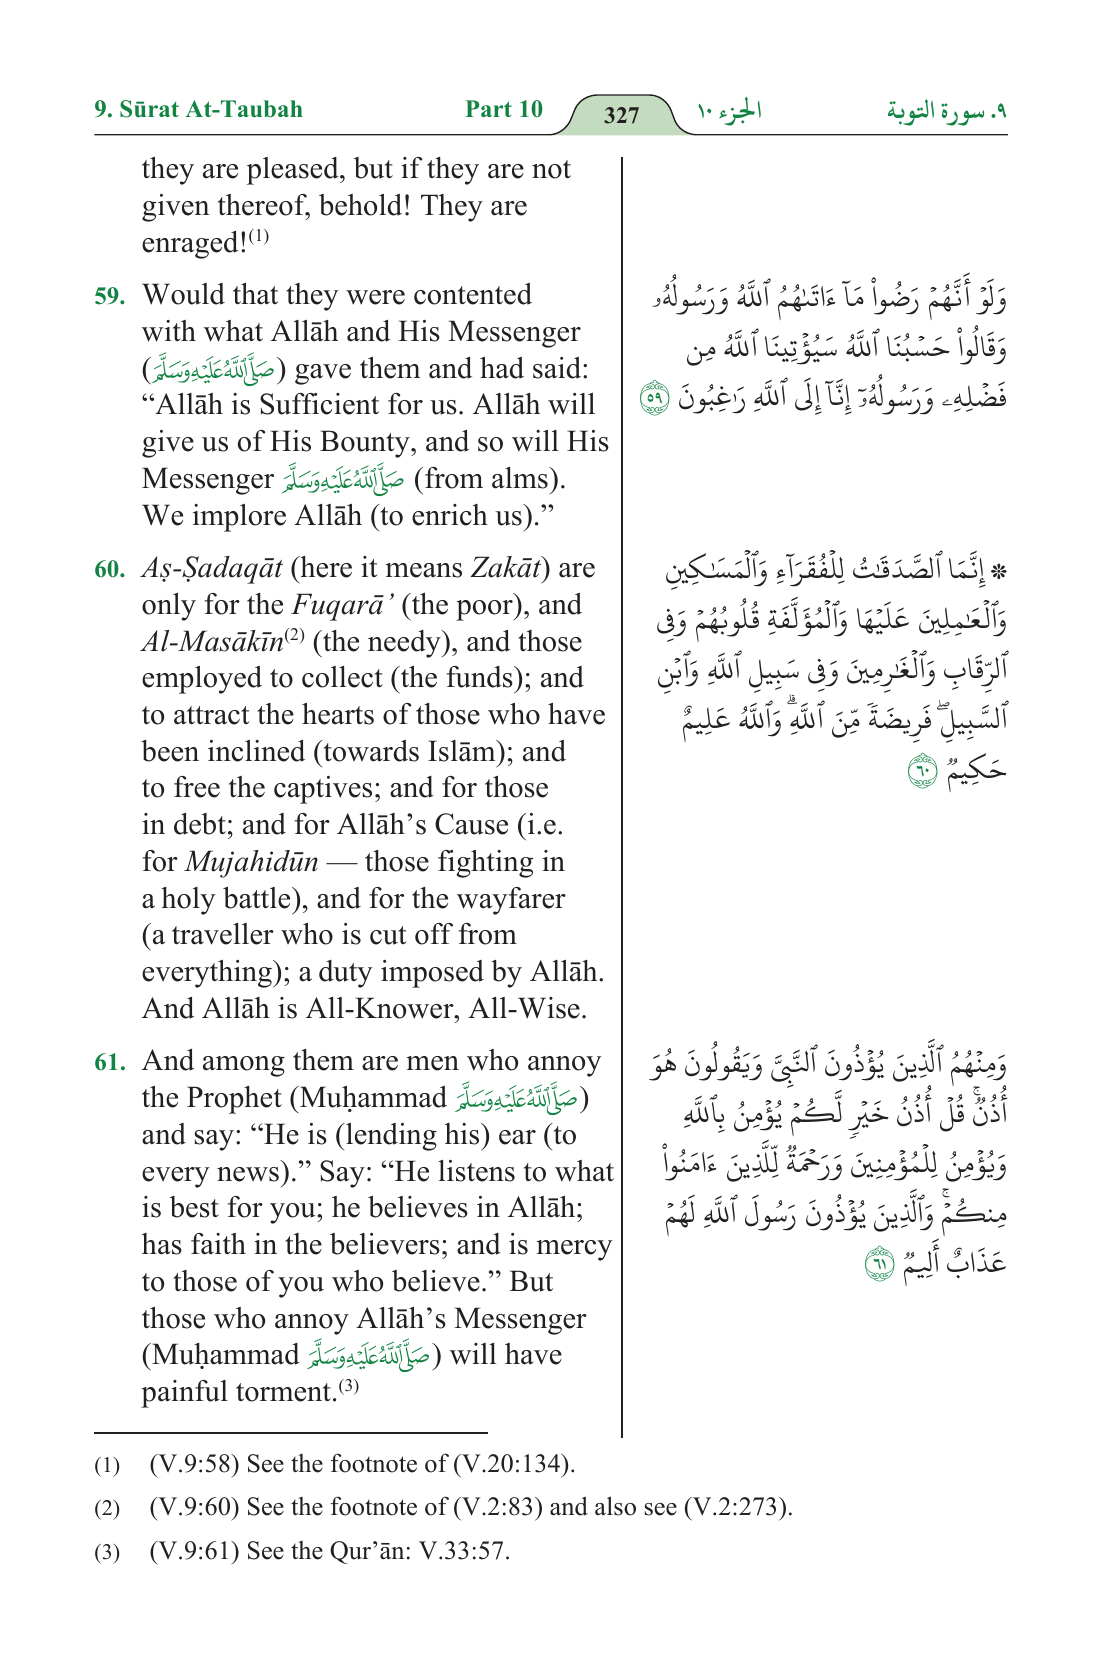 9. Sūrat At-Taubah Part 10 327 الجزء ١٠ ٩. سورة التوبة
they are pleased, but if they are not
given thereof, behold! They are
enraged!(1)
59. Would that they were contented
with what Allāh and His Messenger
(صَلَّى ٱللَّهُ عَلَيْهِ وَسَلَّمَ) gave them and had said:
“Allāh is Sufficient for us. Allāh will
give us of His Bounty, and so will His
Messenger صَلَّى ٱللَّهُ عَلَيْهِ وَسَلَّمَ (from alms).
We implore Allāh (to enrich us).”
60. Aṣ-Ṣadaqāt (here it means Zakāt) are
only for the Fuqarā’ (the poor), and
Al-Masākīn(2) (the needy), and those
employed to collect (the funds); and
to attract the hearts of those who have
been inclined (towards Islām); and
to free the captives; and for those
in debt; and for Allāh’s Cause (i.e.
for Mujahidūn — those fighting in
a holy battle), and for the wayfarer
(a traveller who is cut off from
everything); a duty imposed by Allāh.
And Allāh is All-Knower, All-Wise.
61. And among them are men who annoy
the Prophet (Muḥammad صَلَّى ٱللَّهُ عَلَيْهِ وَسَلَّمَ)
and say: “He is (lending his) ear (to
every news).” Say: “He listens to what
is best for you; he believes in Allāh;
has faith in the believers; and is mercy
to those of you who believe.” But
those who annoy Allāh’s Messenger
(Muḥammad صَلَّى ٱللَّهُ عَلَيْهِ وَسَلَّمَ) will have
painful torment.(3)
وَلَوۡ أَنَّهُمۡ رَضُواْ مَآ ءَاتَىٰهُمُ ٱللَّهُ وَرَسُولُهُۥ
وَقَالُواْ حَسۡبُنَا ٱللَّهُ سَيُؤۡتِينَا ٱللَّهُ مِن
فَضۡلِهِۦ وَرَسُولُهُۥٓ إِنَّآ إِلَى ٱللَّهِ رَٰغِبُونَ ٥٩
۞ إِنَّمَا ٱلصَّدَقَٰتُ لِلۡفُقَرَآءِ وَٱلۡمَسَٰكِينِ
وَٱلۡعَٰمِلِينَ عَلَيۡهَا وَٱلۡمُؤَلَّفَةِ قُلُوبُهُمۡ وَفِي
ٱلرِّقَابِ وَٱلۡغَٰرِمِينَ وَفِي سَبِيلِ ٱللَّهِ وَٱبۡنِ
ٱلسَّبِيلِۖ فَرِيضَةٗ مِّنَ ٱللَّهِۗ وَٱللَّهُ عَلِيمٌ
حَكِيمٞ ٦٠
وَمِنۡهُمُ ٱلَّذِينَ يُؤۡذُونَ ٱلنَّبِيَّ وَيَقُولُونَ هُوَ
أُذُنٞۚ قُلۡ أُذُنُ خَيۡرٖ لَّكُمۡ يُؤۡمِنُ بِٱللَّهِ
وَيُؤۡمِنُ لِلۡمُؤۡمِنِينَ وَرَحۡمَةٞ لِّلَّذِينَ ءَامَنُواْ
مِنكُمۡۚ وَٱلَّذِينَ يُؤۡذُونَ رَسُولَ ٱللَّهِ لَهُمۡ
عَذَابٌ أَلِيمٞ ٦١
(1) (V.9:58) See the footnote of (V.20:134).
(2) (V.9:60) See the footnote of (V.2:83) and also see (V.2:273).
(3) (V.9:61) See the Qur’ān: V.33:57.